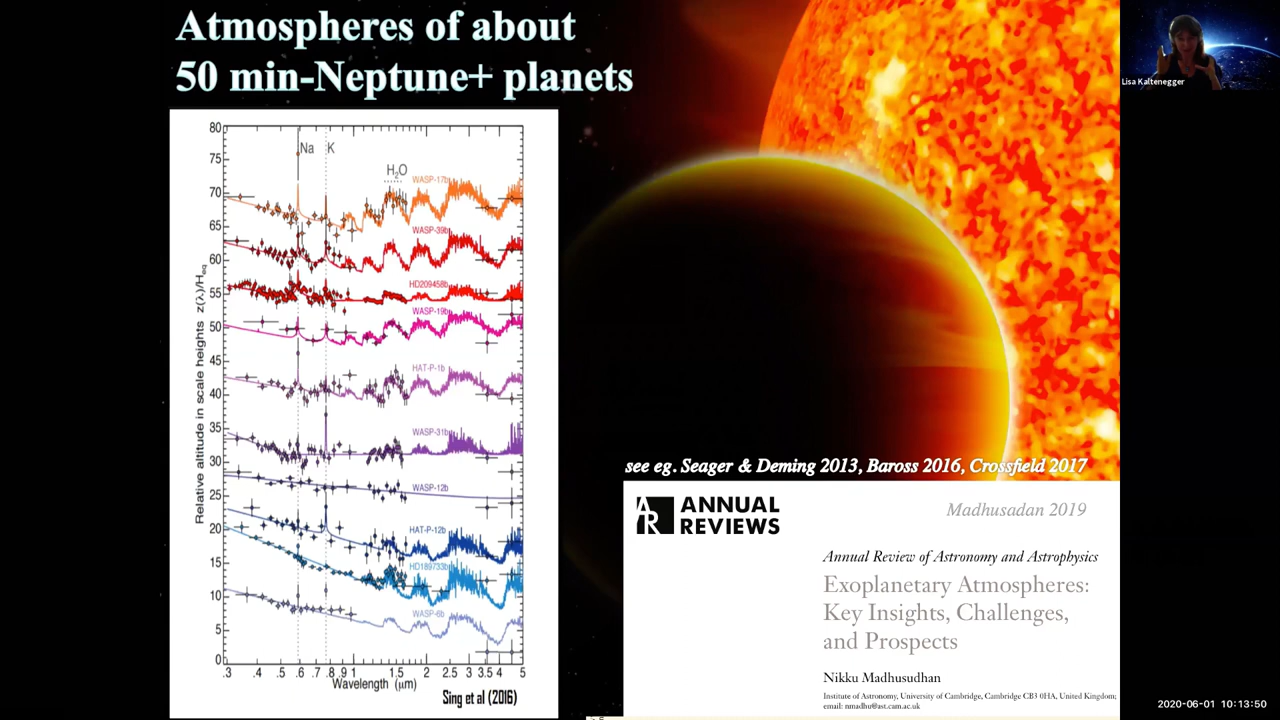 Atmospheres of about
50 min-Neptune+ planets
Lisa Kaltenegger
80
75
70
65
60
55
50
45
40
35
30
25
20
15
10
5
0
Relative altitude in scale heights z(λ)/Heq
Na K
H2O
WASP-17b
WASP-39b
HD209458b
WASP-19b
HAT-P-1b
WASP-31b
WASP-12b
HAT-P-12b
HD189733b
WASP-6b
.3 .4 .5 .6 .7 .8 .9 1 1.5 2 2.5 3 3.5 4 5
Wavelength (μm)
Sing et al (2016)
see eg. Seager & Deming 2013, Baross 2016, Crossfield 2017
AR ANNUAL
REVIEWS
Madhusadan 2019
Annual Review of Astronomy and Astrophysics
Exoplanetary Atmospheres:
Key Insights, Challenges,
and Prospects
Nikku Madhusudhan
Institute of Astronomy, University of Cambridge, Cambridge CB3 0HA, United Kingdom;
email: nmadhu@ast.cam.ac.uk
2020-06-01 10:13:50